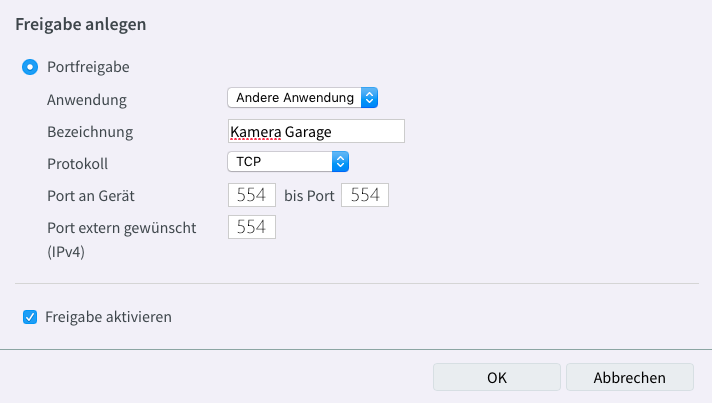 Freigabe anlegen
Portfreigabe
Anwendung Andere Anwendung
Bezeichnung Kamera Garage
Protokoll TCP
Port an Gerät 554 bis Port 554
Port extern gewünscht 554
(IPv4)
Freigabe aktivieren
OK Abbrechen